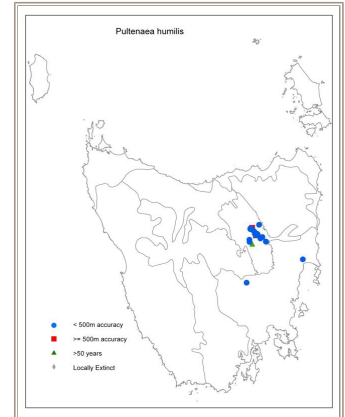 Pultenaea humilis
< 500m accuracy
>= 500m accuracy
>50 years
Locally Extinct